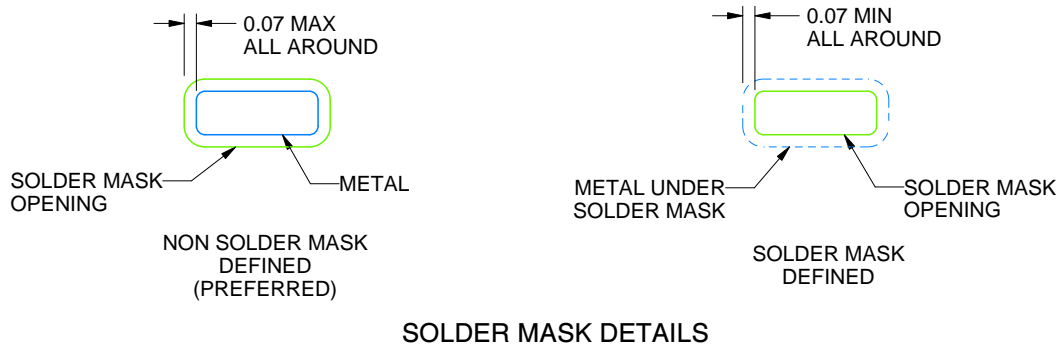 0.07 MAX
ALL AROUND
SOLDER MASK
OPENING
METAL
NON SOLDER MASK
DEFINED
(PREFERRED)
0.07 MIN
ALL AROUND
METAL UNDER
SOLDER MASK
SOLDER MASK
OPENING
SOLDER MASK
DEFINED
SOLDER MASK DETAILS